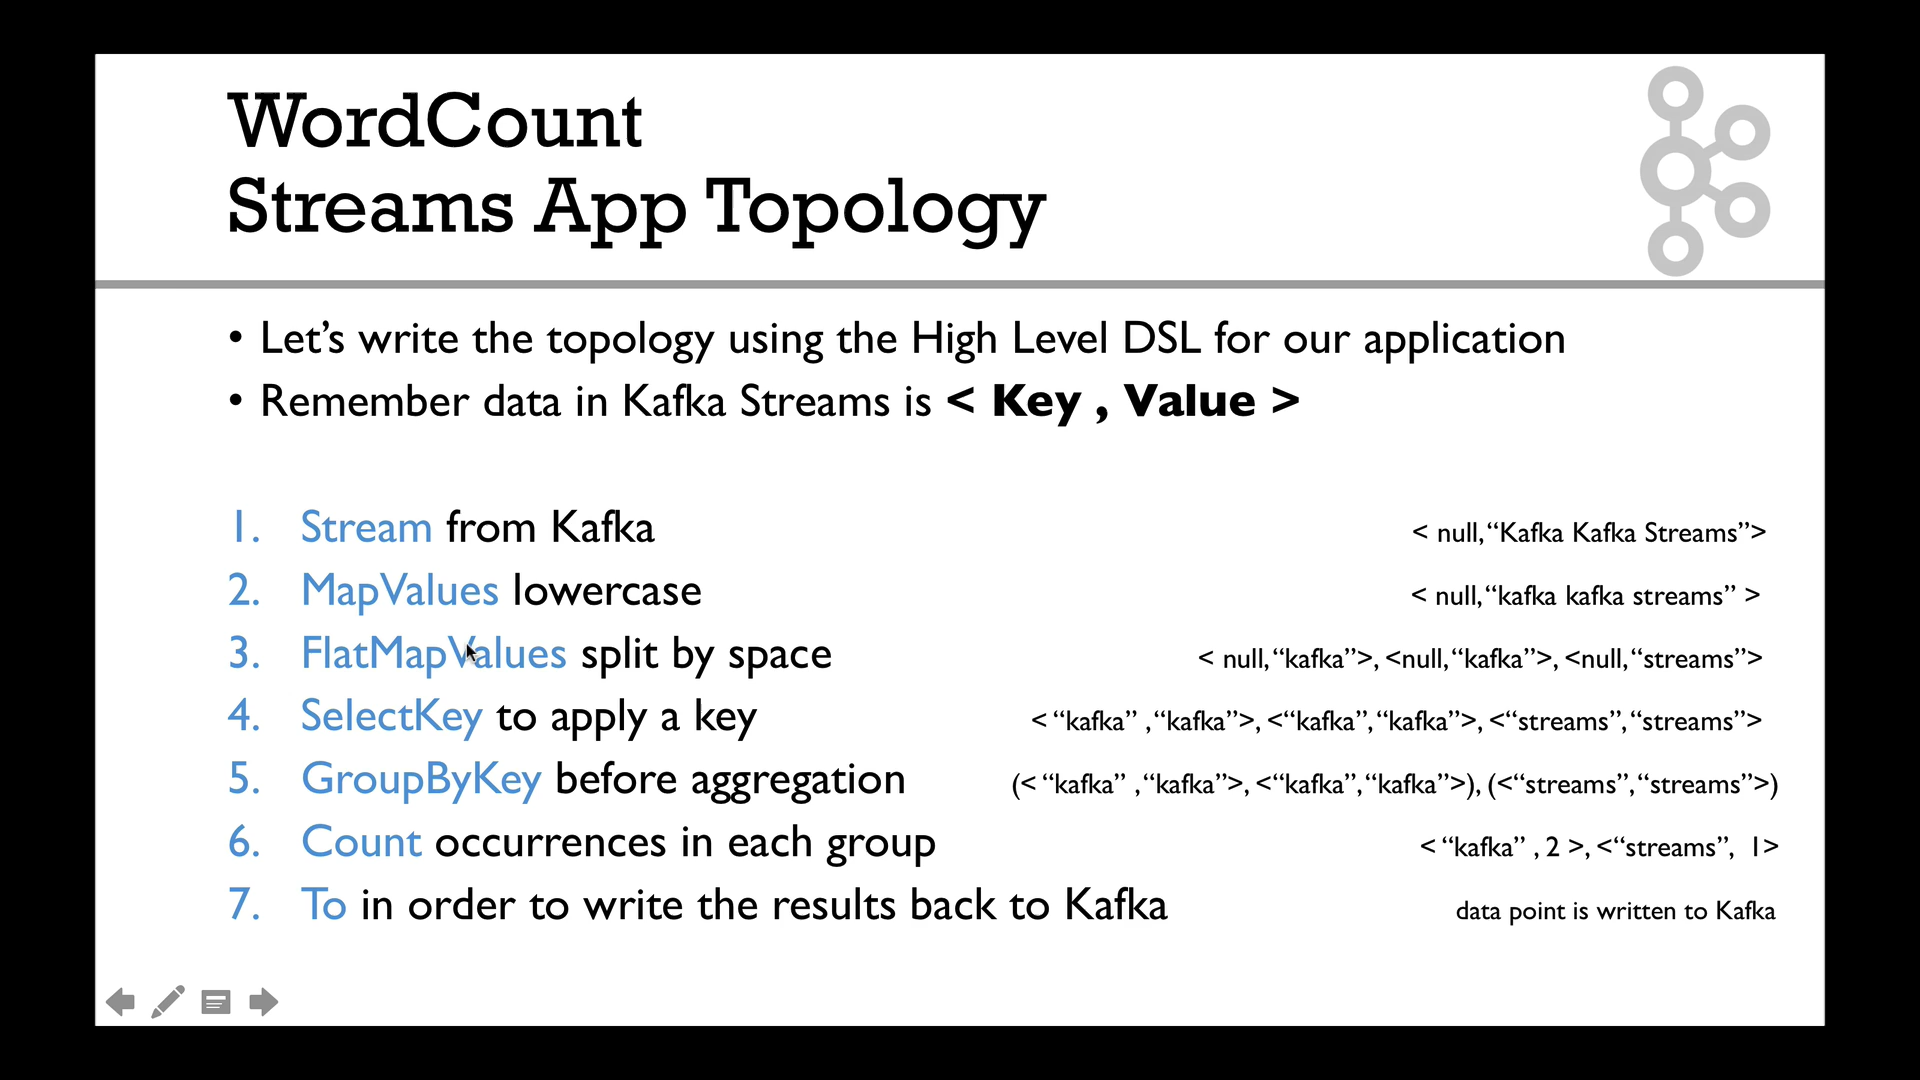 WordCount
Streams App Topology
• Let’s write the topology using the High Level DSL for our application
• Remember data in Kafka Streams is < Key , Value >
1. Stream from Kafka < null, “Kafka Kafka Streams”>
2. MapValues lowercase < null, “kafka kafka streams” >
3. FlatMapValues split by space < null, “kafka”>, <null, “kafka”>, <null, “streams”>
4. SelectKey to apply a key < “kafka” , “kafka”>, <“kafka”, “kafka”>, <“streams”, “streams”>
5. GroupByKey before aggregation (< “kafka” , “kafka”>, <“kafka”, “kafka”>), (<“streams”, “streams”>)
6. Count occurrences in each group < “kafka” , 2 >, <“streams”, 1>
7. To in order to write the results back to Kafka data point is written to Kafka